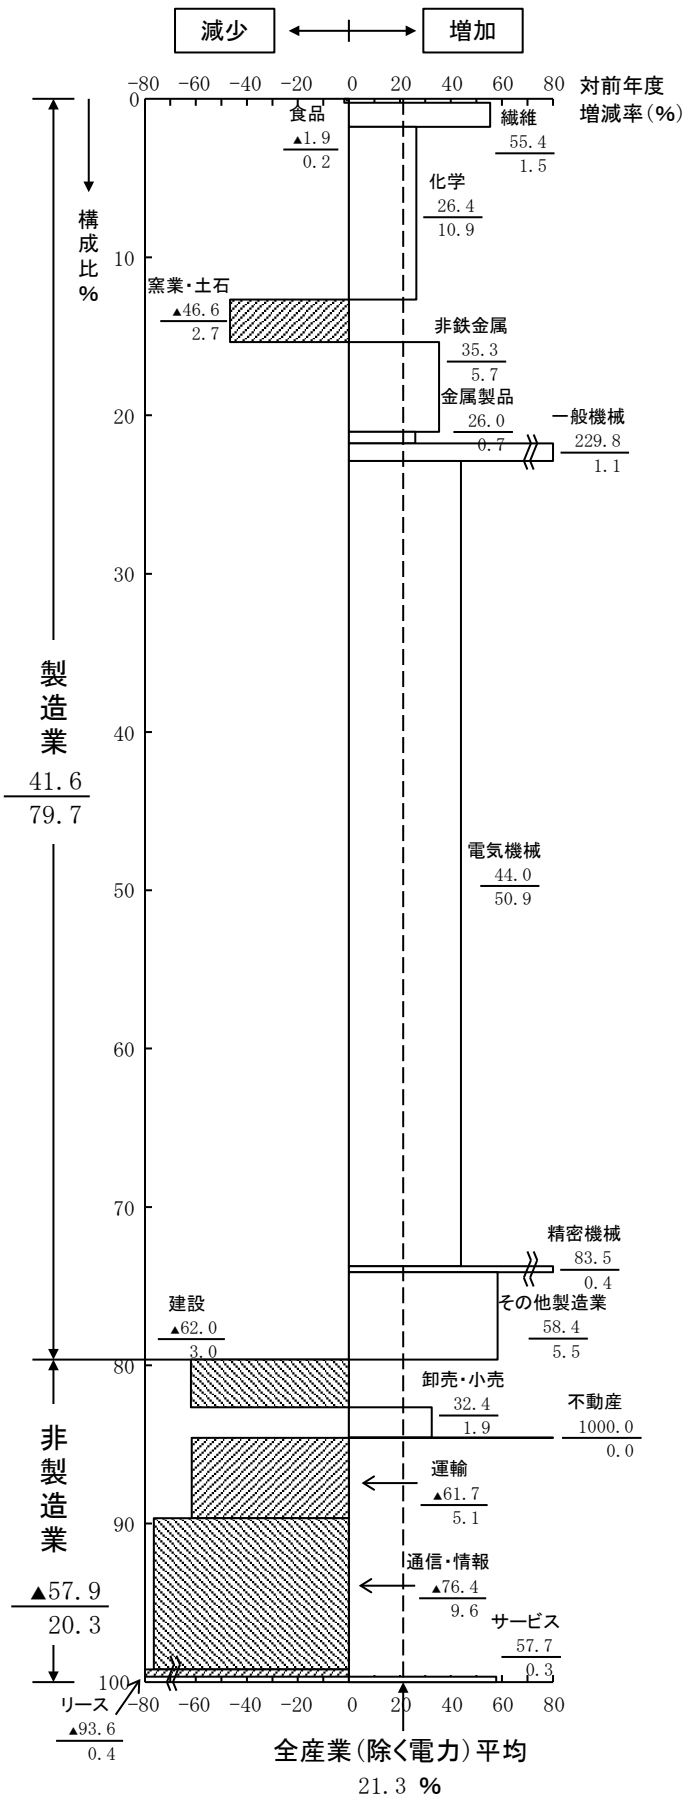 減少
増加
-80 -60 -40 -20 0 20 40 60 80
対前年度
増減率(%)
0
食品
▲1.9
0.2
繊維
55.4
1.5
構成比%
化学
26.4
10.9
10
窯業・土石
▲46.6
2.7
非鉄金属
35.3
5.7
金属製品
26.0
0.7
20
一般機械
229.8
1.1
30
製造業
41.6
79.7
40
電気機械
44.0
50.9
50
60
70
精密機械
83.5
0.4
建設
▲62.0
3.0
その他製造業
58.4
5.5
80
卸売・小売
32.4
1.9
不動産
1000.0
0.0
非製造業
▲57.9
20.3
運輸
▲61.7
5.1
90
通信・情報
▲76.4
9.6
サービス
57.7
0.3
100
リース
▲93.6
0.4
-80 -60 -40 -20 0 20 40 60 80
全産業(除く電力)平均
21.3 %